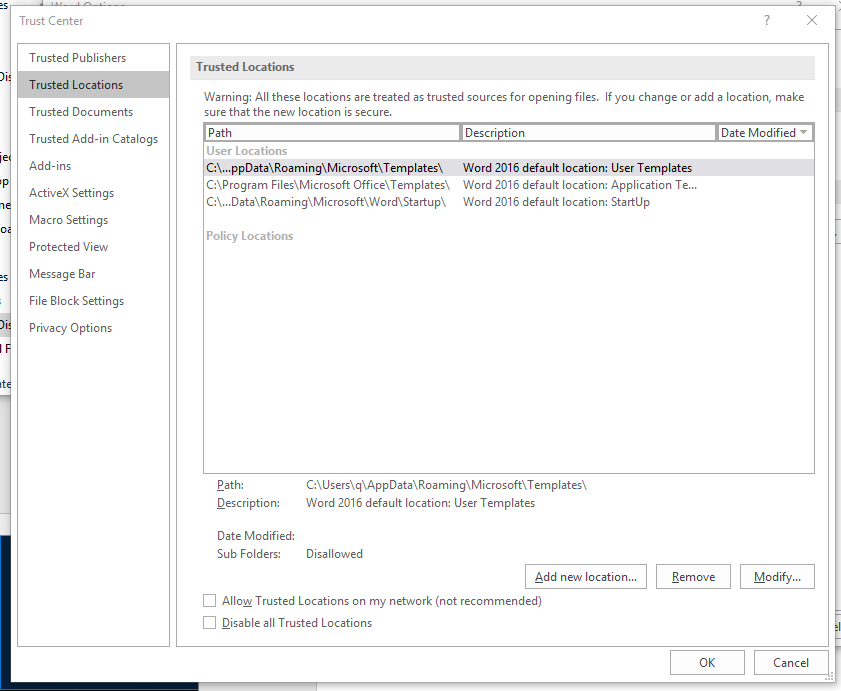 Word Options
Trust Center
?
Trusted Publishers
Trusted Locations
Trusted Documents
Trusted Add-in Catalogs
Add-ins
ActiveX Settings
Macro Settings
Protected View
Message Bar
File Block Settings
Privacy Options
Trusted Locations
Warning: All these locations are treated as trusted sources for opening files. If you change or add a location, make
sure that the new location is secure.
Path Description Date Modified
User Locations
C:\...ppData\Roaming\Microsoft\Templates\ Word 2016 default location: User Templates
C:\Program Files\Microsoft Office\Templates\ Word 2016 default location: Application Te...
C:\...Data\Roaming\Microsoft\Word\Startup\ Word 2016 default location: StartUp
Policy Locations
Path: C:\Users\q\AppData\Roaming\Microsoft\Templates\
Description: Word 2016 default location: User Templates
Date Modified:
Sub Folders: Disallowed
Add new location... Remove Modify...
Allow Trusted Locations on my network (not recommended)
Disable all Trusted Locations
OK Cancel